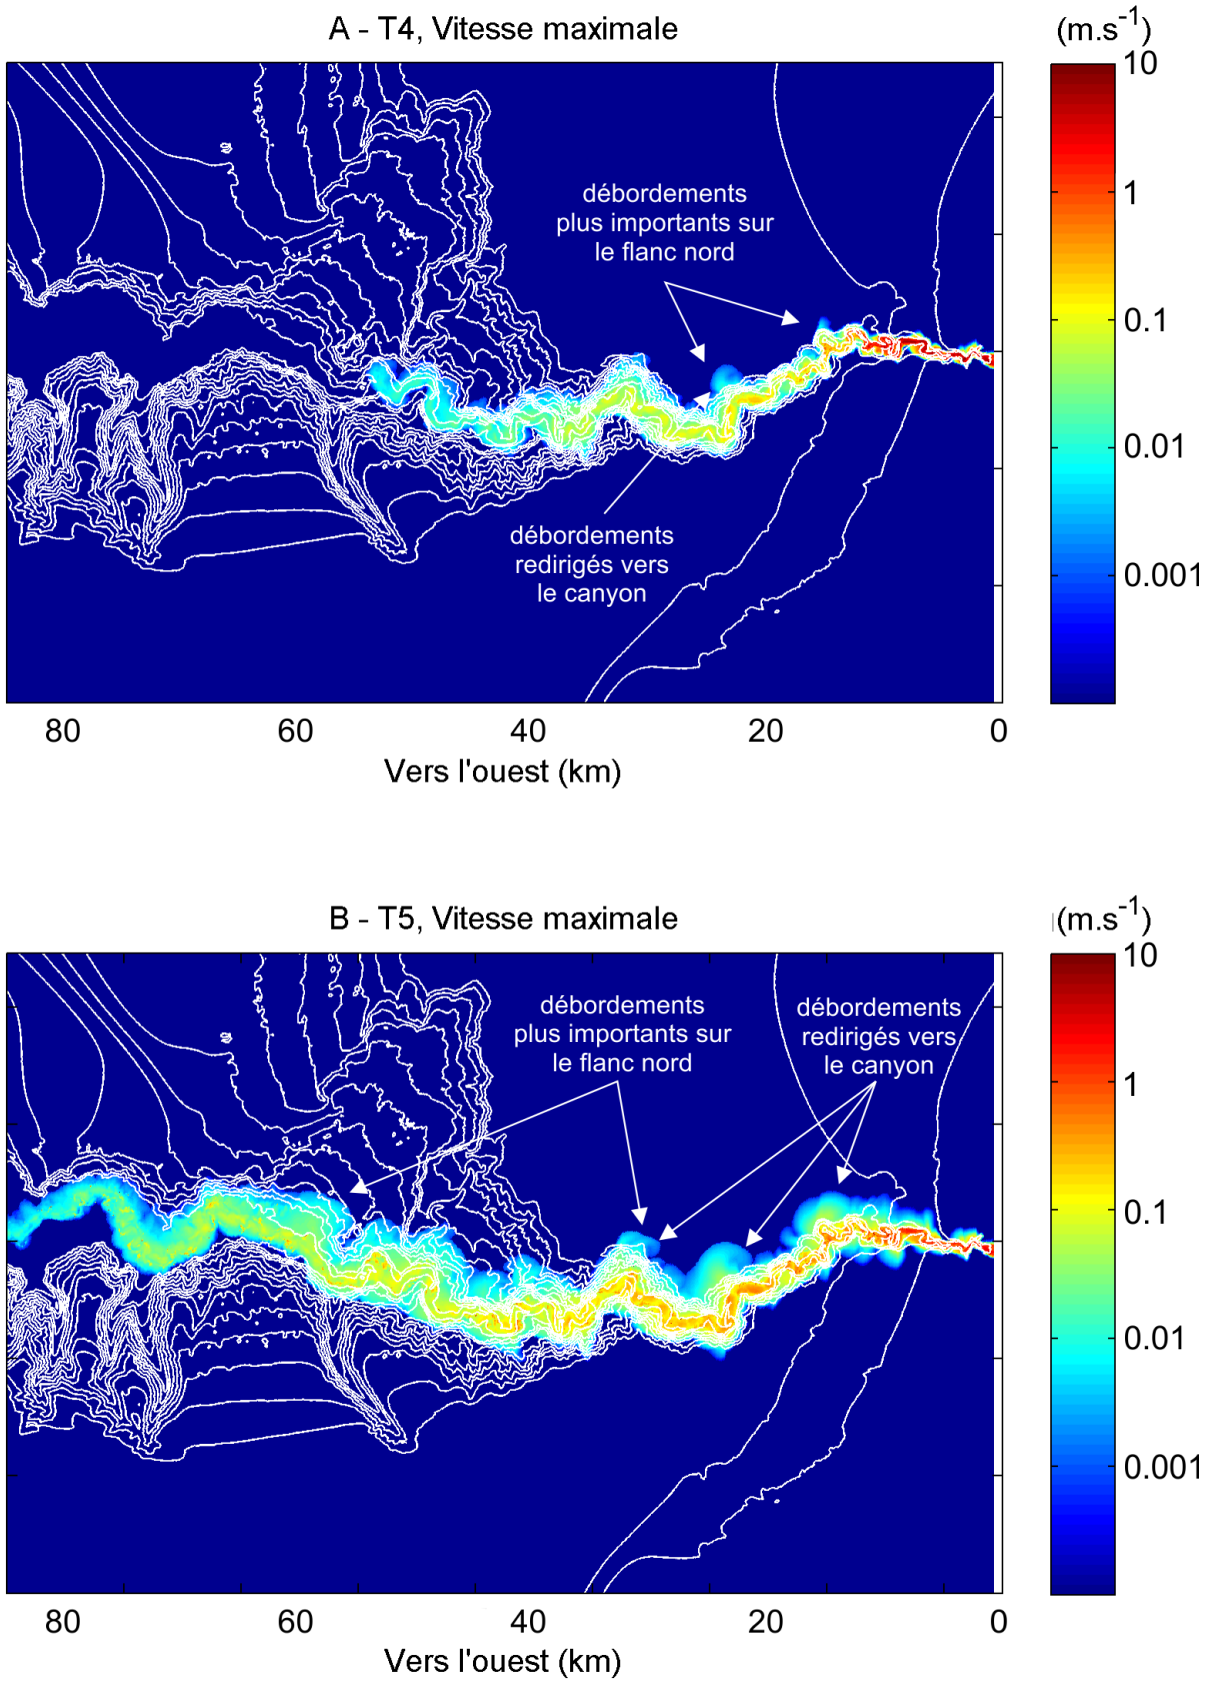 A - T4, Vitesse maximale
(m.s-1)
débordements
plus importants sur
le flanc nord
débordements
redirigés vers
le canyon
10
1
0.1
0.01
0.001
80 60 40 20 0
Vers l'ouest (km)
B - T5, Vitesse maximale
(m.s-1)
débordements
plus importants sur
le flanc nord
débordements
redirigés vers
le canyon
10
1
0.1
0.01
0.001
80 60 40 20 0
Vers l'ouest (km)